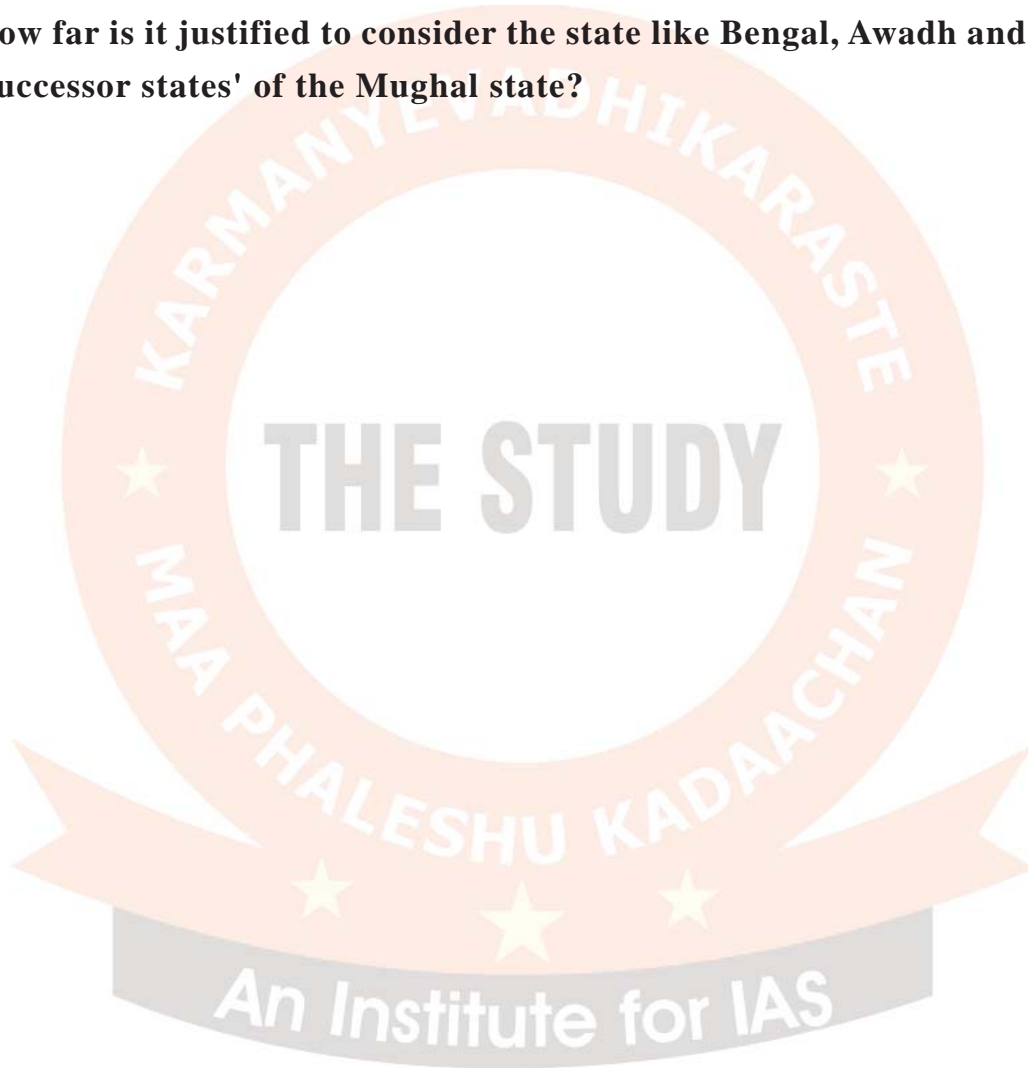 ow far is it justified to consider the state like Bengal, Awadh and
uccessor states' of the Mughal state?
KARMANYEVADHIKARASTE
THE STUDY
MAA PHALESHU KADAACHAN
An Institute for IAS